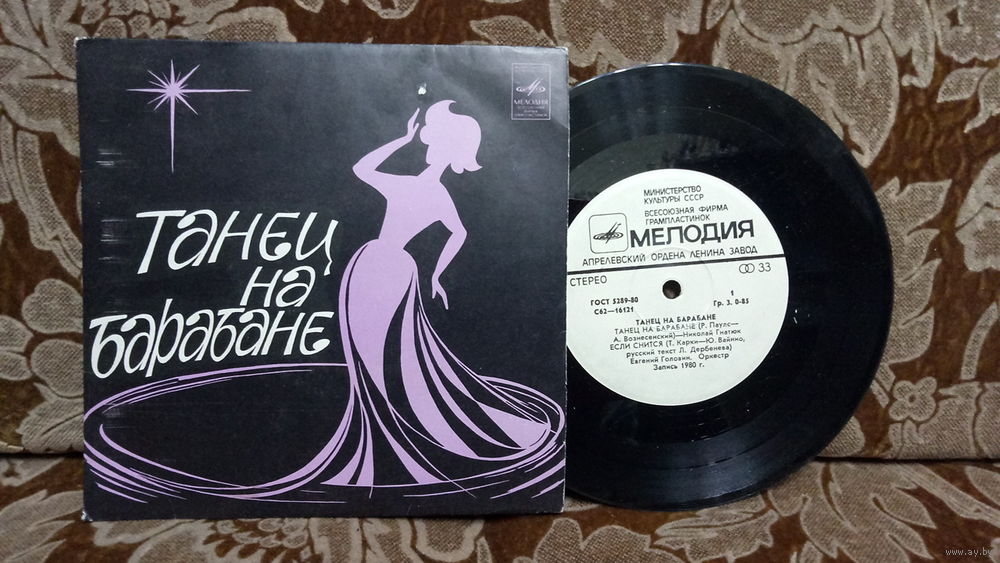 Танец
на
барабане
МЕЛОДИЯ
МИНИСТЕРСТВО
КУЛЬТУРЫ СССР
ВСЕСОЮЗНАЯ ФИРМА
ГРАМПЛАСТИНОК
МЕЛОДИЯ
АПРЕЛЕВСКИЙ ОРДЕНА ЛЕНИНА ЗАВОД
СТЕРЕО 33
ГОСТ 5289-80 1
С62—16121 Гр. 3. 0-85
ТАНЕЦ НА БАРАБАНЕ
ТАНЕЦ НА БАРАБАНЕ (Р. Паулс—
А. Вознесенский)—Николай Гнатюк
ЕСЛИ СНИТСЯ (Т. Кархи—Ю. Вайнио,
русский текст Л. Дербенева)
Евгений Головин. Оркестр
Запись 1980 г.
www.ay.by